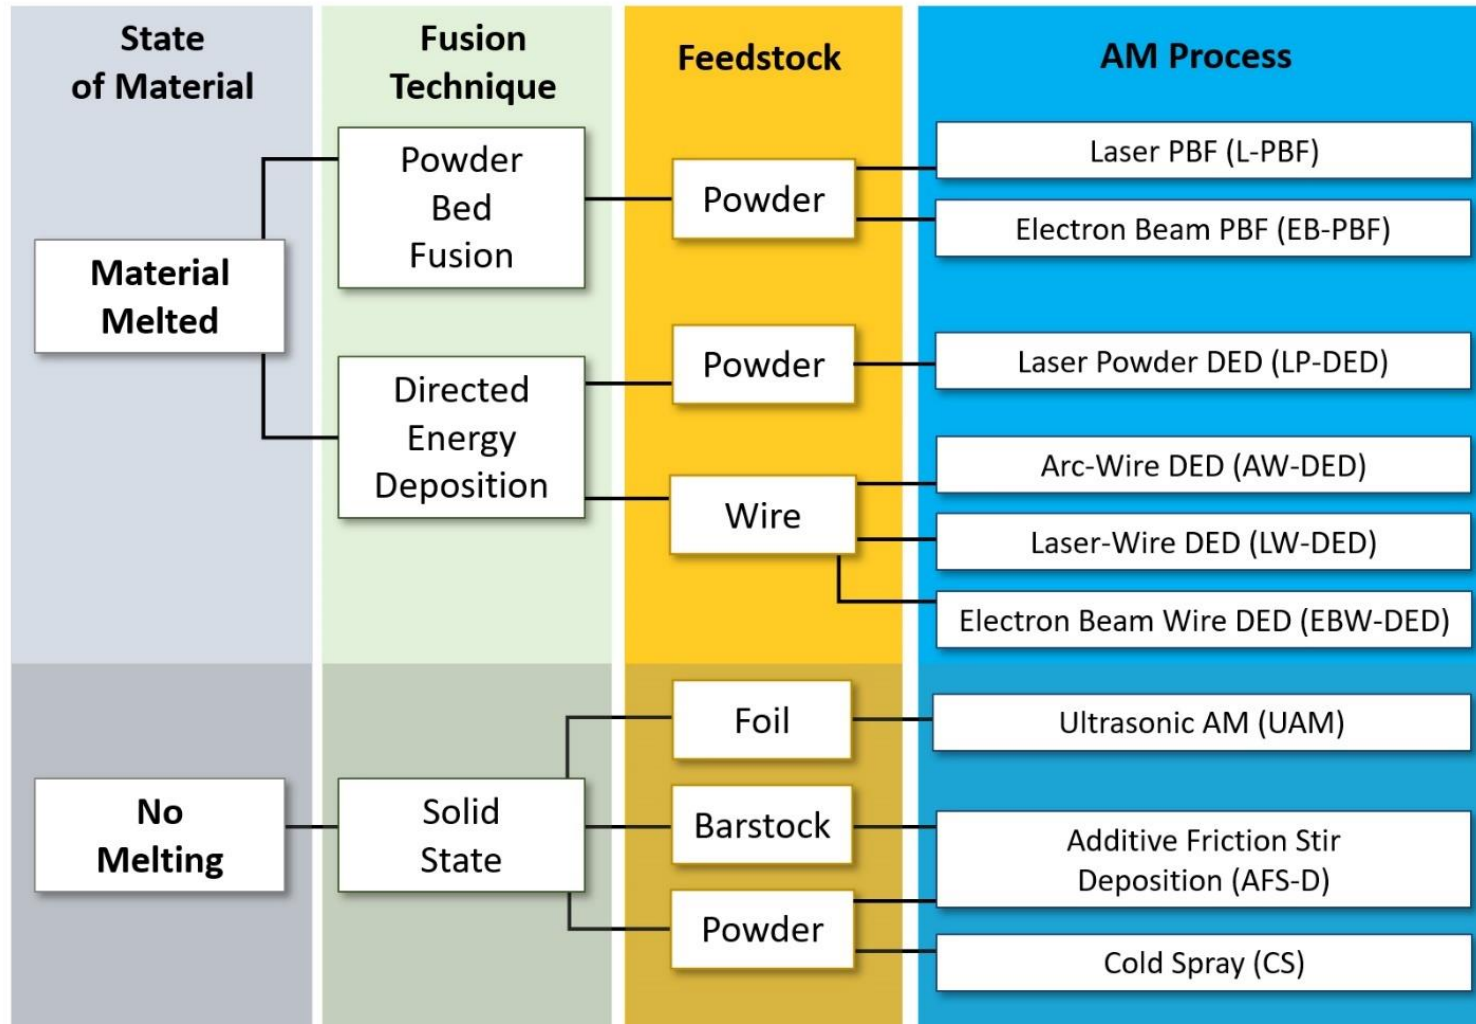 State
of Material
Fusion
Technique
Feedstock
AM Process
Material
Melted
Powder
Bed
Fusion
Powder
Laser PBF (L-PBF)
Electron Beam PBF (EB-PBF)
Directed
Energy
Deposition
Powder
Laser Powder DED (LP-DED)
Wire
Arc-Wire DED (AW-DED)
Laser-Wire DED (LW-DED)
Electron Beam Wire DED (EBW-DED)
No
Melting
Solid
State
Foil
Ultrasonic AM (UAM)
Barstock
Additive Friction Stir
Deposition (AFS-D)
Powder
Cold Spray (CS)